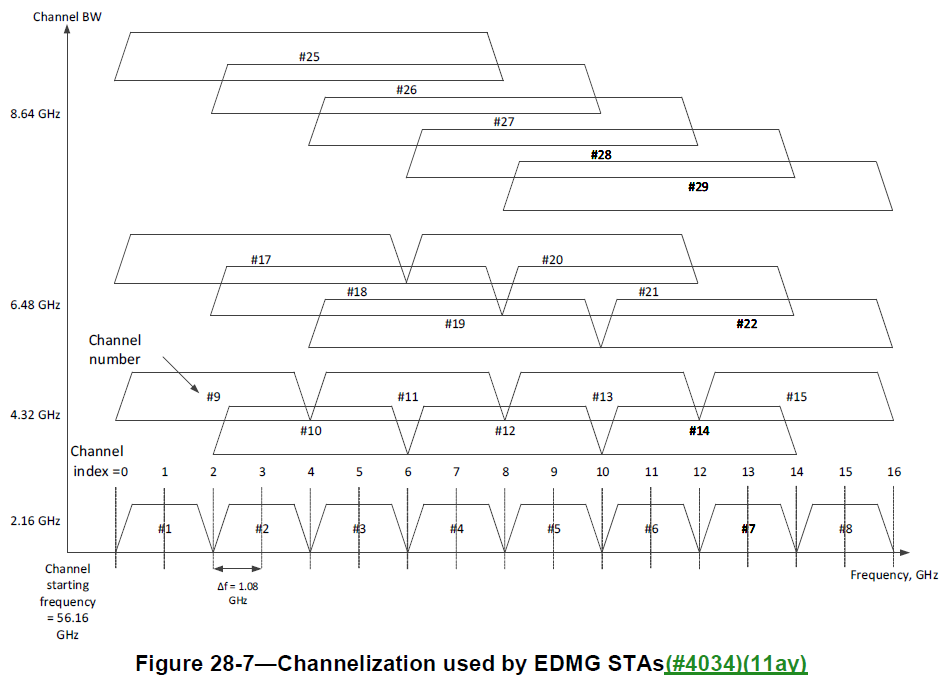 Channel BW
#25
#26
8.64 GHz
#27
#28
#29
#17
#20
#18
#21
6.48 GHz
#19
#22
Channel
number
#9
#11
#13
#15
4.32 GHz
#10
#12
#14
Channel
index =0 1 2 3 4 5 6 7 8 9 10 11 12 13 14 15 16
2.16 GHz
#1 #2 #3 #4 #5 #6 #7 #8
Channel
starting
frequency
= 56.16
GHz
Δf = 1.08
GHz
Frequency, GHz
Figure 28-7—Channelization used by EDMG STAs(#4034)(11ay)